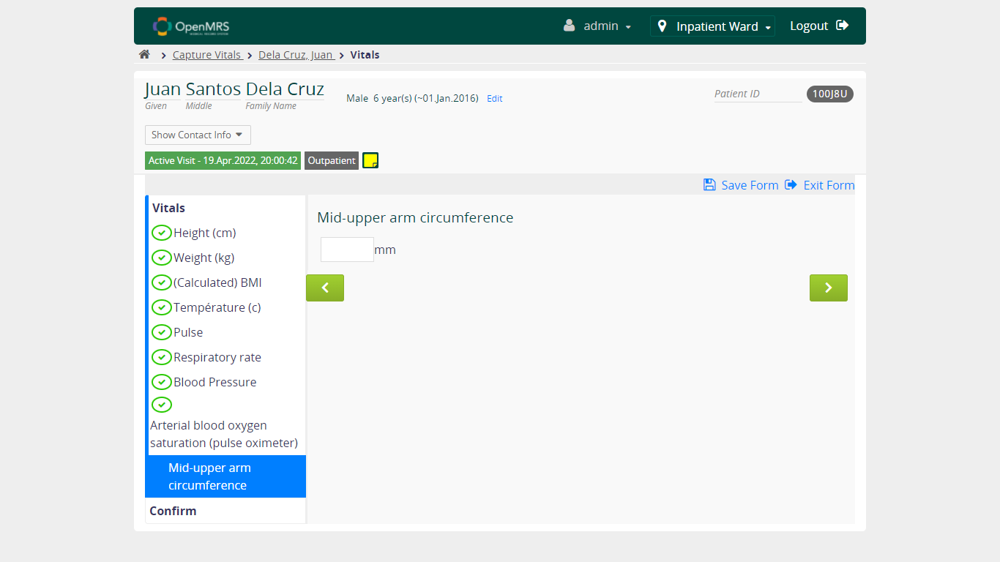 OpenMRS
admin
Inpatient Ward
Logout
Capture Vitals
Dela Cruz, Juan
Vitals
Juan Santos Dela Cruz
Given Middle Family Name
Male 6 year(s) (~01.Jan.2016) Edit
Patient ID 100J8U
Show Contact Info
Active Visit - 19.Apr.2022, 20:00:42
Outpatient
Save Form
Exit Form
Vitals
Height (cm)
Weight (kg)
(Calculated) BMI
Température (c)
Pulse
Respiratory rate
Blood Pressure
Arterial blood oxygen
saturation (pulse oximeter)
Mid-upper arm
circumference
Confirm
Mid-upper arm circumference
mm